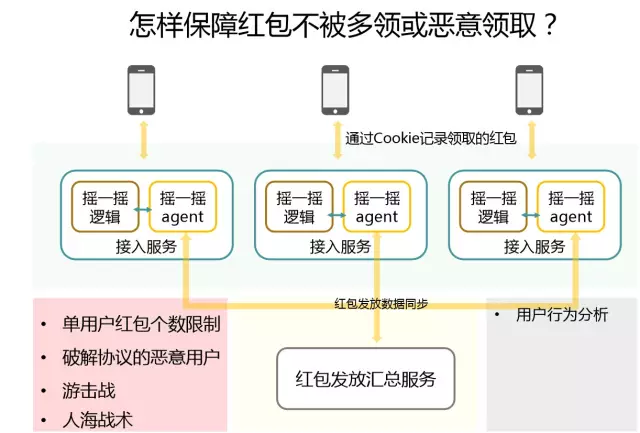 怎样保障红包不被多领或恶意领取？
通过Cookie记录领取的红包
摇一摇
逻辑
摇一摇
agent
接入服务
摇一摇
逻辑
摇一摇
agent
接入服务
摇一摇
逻辑
摇一摇
agent
接入服务
红包发放数据同步
• 单用户红包个数限制
• 破解协议的恶意用户
• 游击战
• 人海战术
红包发放汇总服务
• 用户行为分析